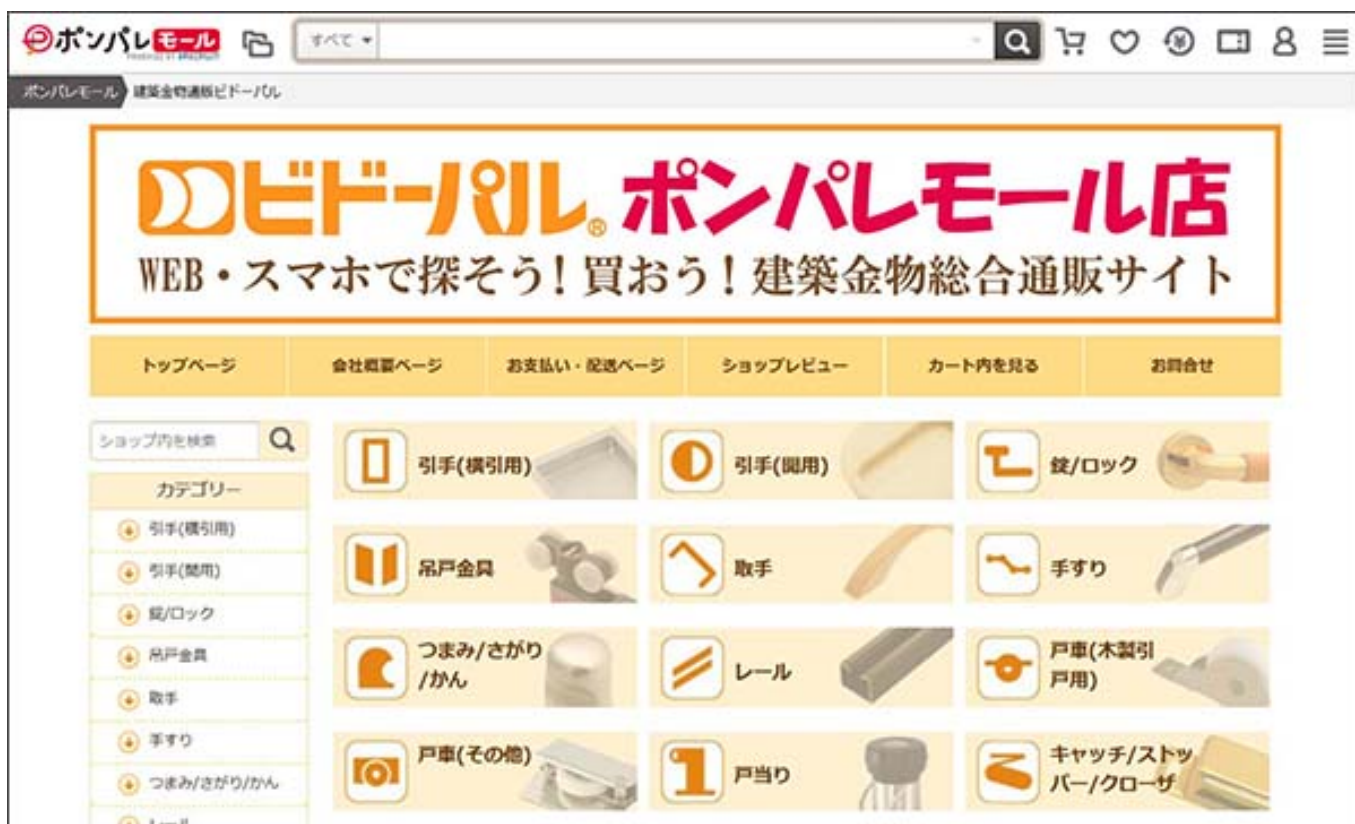 ポンパレモール
すべて
ポンパレモール 建築金物通販ビドーパル
ビドーパル® ポンパレモール店
WEB・スマホで探そう!買おう!建築金物総合通販サイト
トップページ 会社概要ページ お支払い・配送ページ ショップレビュー カート内を見る お問合せ
ショップ内を検索
カテゴリー
引手(横引用)
引手(開用)
錠/ロック
吊戸金具
取手
手すり
つまみ/さがり/かん
レール
引手(横引用) 引手(開用) 錠/ロック
吊戸金具 取手 手すり
つまみ/さがり
/かん
レール
戸車(木製引
戸用)
戸車(その他) 戸当り
キャッチ/ストッ
パー/クローザ